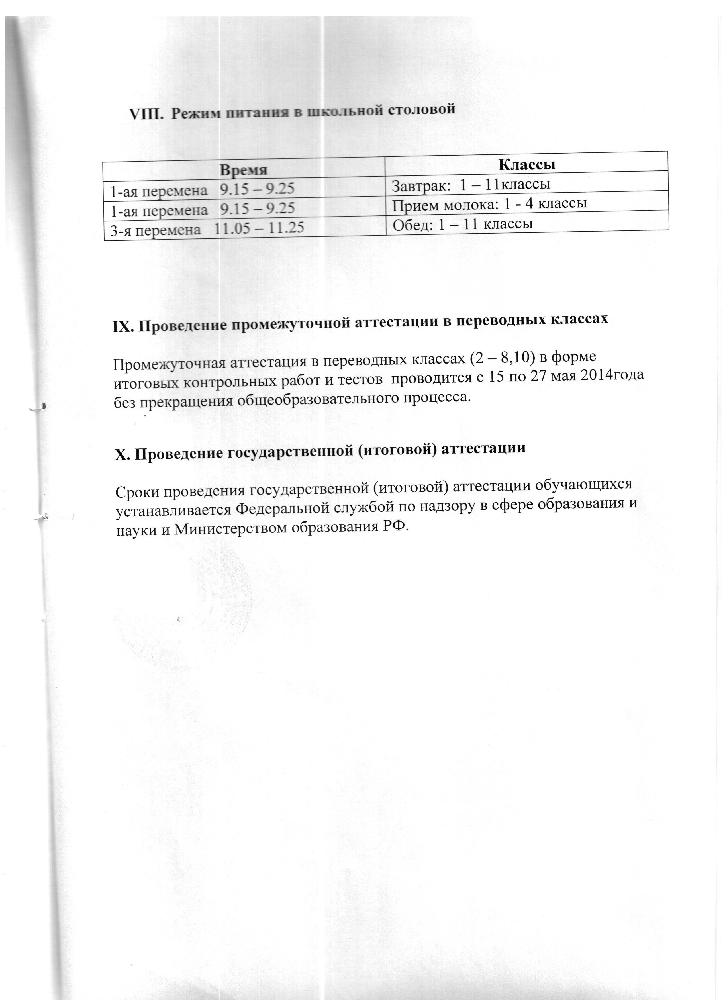 VIII. Режим питания в школьной столовой
Время Классы
1-ая перемена 9.15 – 9.25 Завтрак: 1 – 11классы
1-ая перемена 9.15 – 9.25 Прием молока: 1 - 4 классы
3-я перемена 11.05 – 11.25 Обед: 1 – 11 классы
IX. Проведение промежуточной аттестации в переводных классах
Промежуточная аттестация в переводных классах (2 – 8,10) в форме
итоговых контрольных работ и тестов проводится с 15 по 27 мая 2014года
без прекращения общеобразовательного процесса.
X. Проведение государственной (итоговой) аттестации
Сроки проведения государственной (итоговой) аттестации обучающихся
устанавливается Федеральной службой по надзору в сфере образования и
науки и Министерством образования РФ.